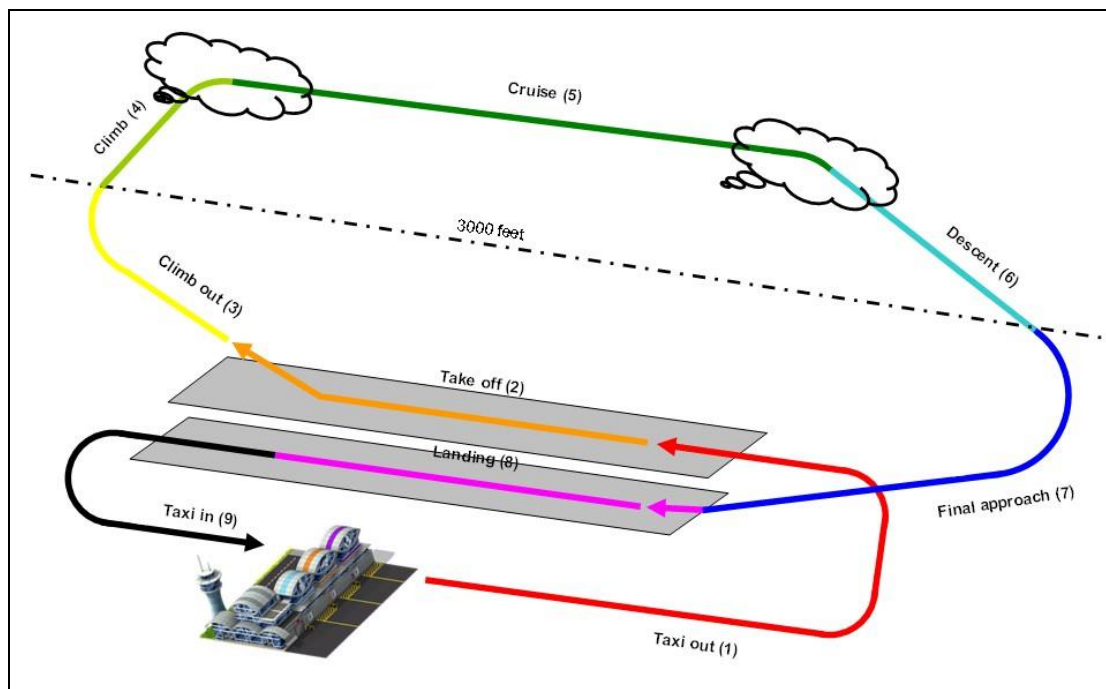 Cruise (5)
Climb (4)
3000 feet
Descent (6)
Climb out (3)
Take off (2)
Landing (8)
Final approach (7)
Taxi in (9)
Taxi out (1)